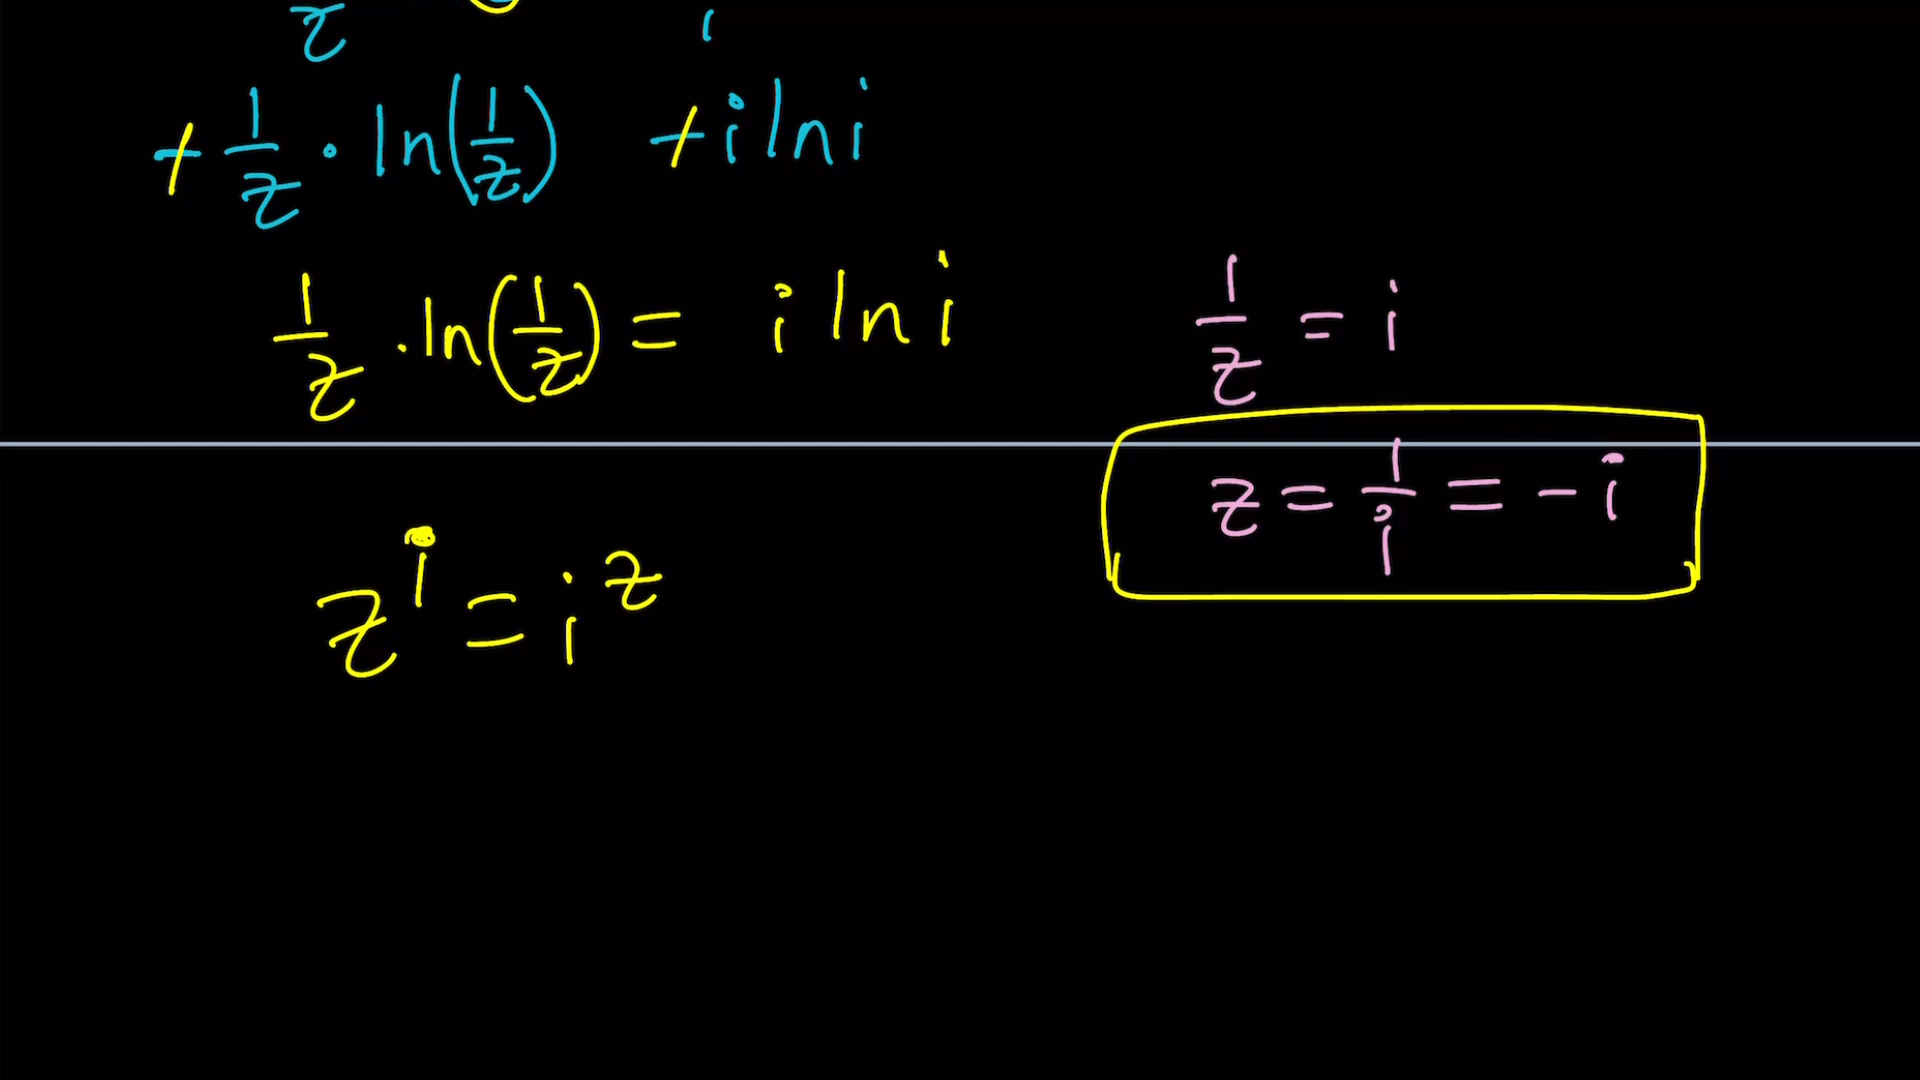 z i
+ 1/z · ln(1/z) + i ln i
1/z · ln(1/z) = i ln i
1/z = i
z = 1/i = -i
z^i = i^z